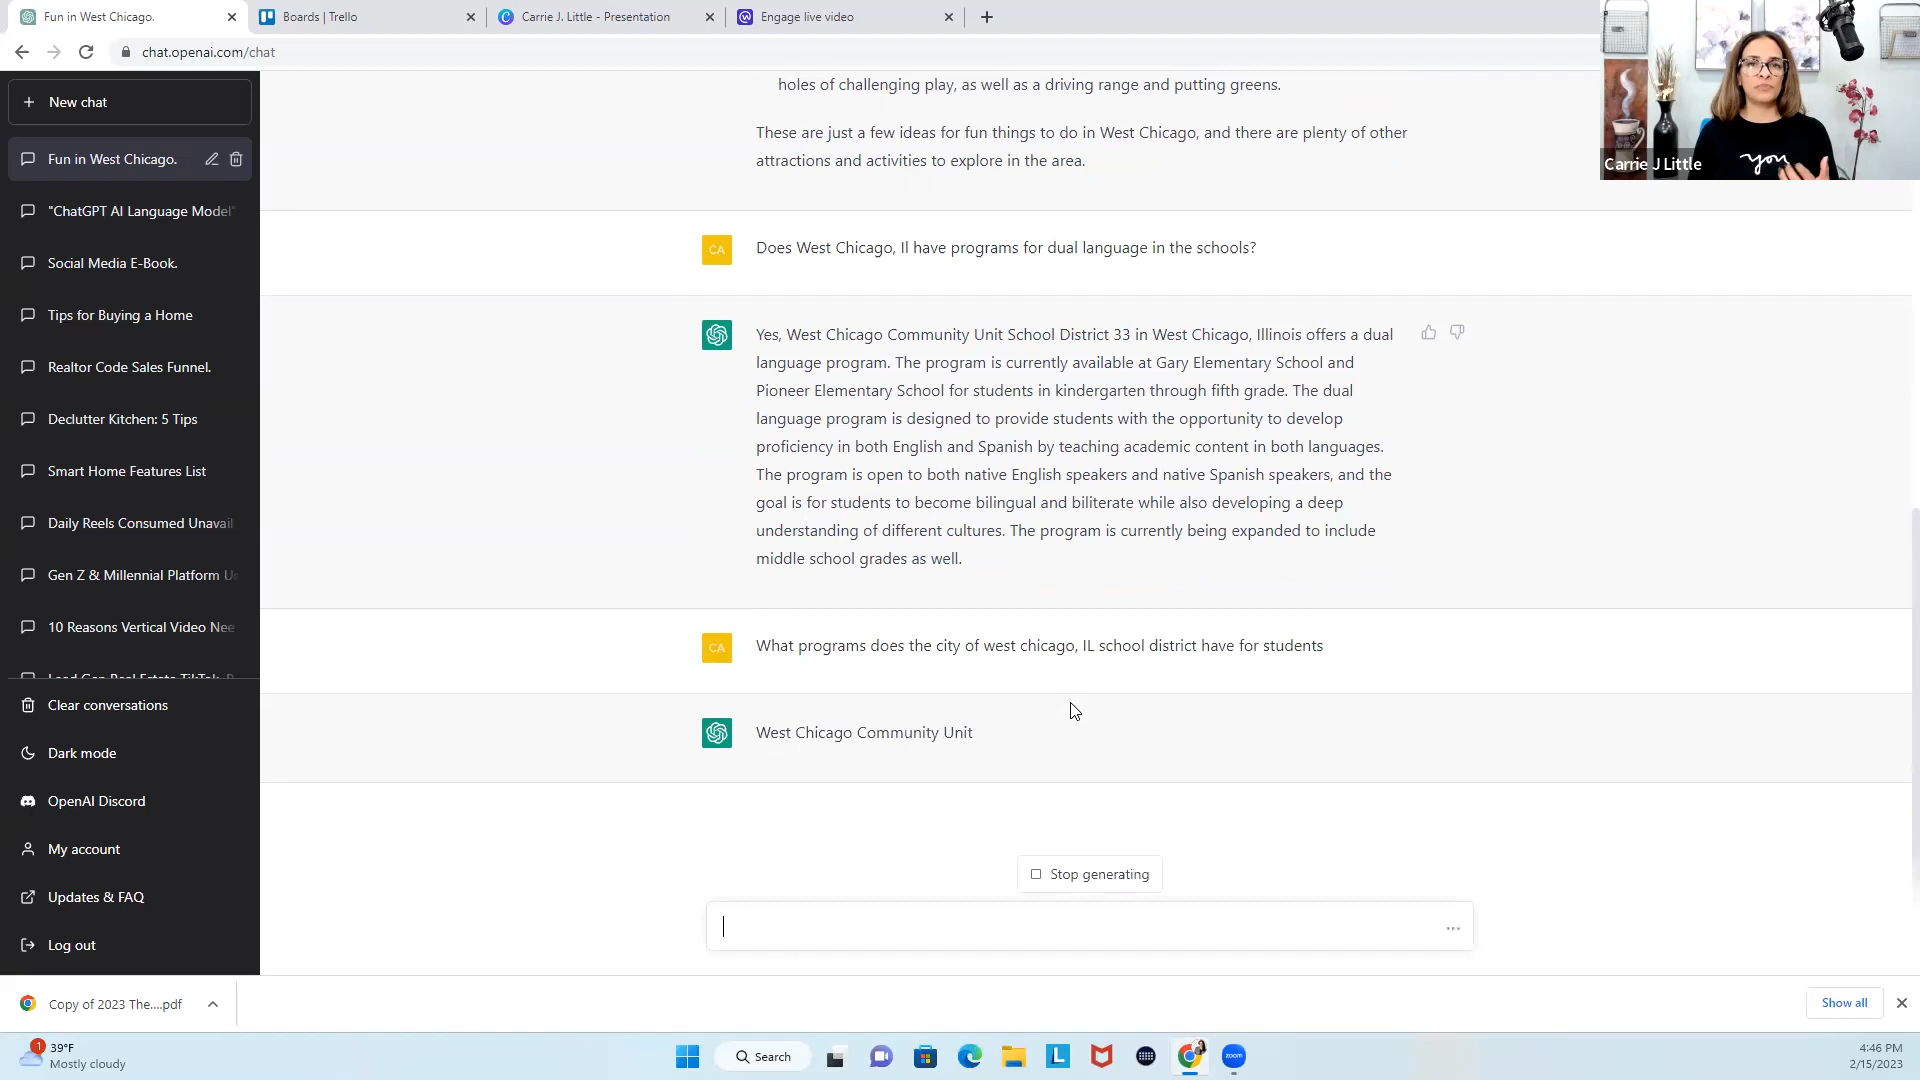 Fun in West Chicago.
Boards | Trello
Carrie J. Little - Presentation
Engage live video
chat.openai.com/chat
Carrie J Little
you
New chat
Fun in West Chicago.
"ChatGPT AI Language Model"
Social Media E-Book.
Tips for Buying a Home
Realtor Code Sales Funnel.
Declutter Kitchen: 5 Tips
Smart Home Features List
Daily Reels Consumed Unavail
Gen Z & Millennial Platform U
10 Reasons Vertical Video Nee
Clear conversations
Dark mode
OpenAI Discord
My account
Updates & FAQ
Log out
holes of challenging play, as well as a driving range and putting greens.
These are just a few ideas for fun things to do in West Chicago, and there are plenty of other
attractions and activities to explore in the area.
CA
Does West Chicago, Il have programs for dual language in the schools?
Yes, West Chicago Community Unit School District 33 in West Chicago, Illinois offers a dual
language program. The program is currently available at Gary Elementary School and
Pioneer Elementary School for students in kindergarten through fifth grade. The dual
language program is designed to provide students with the opportunity to develop
proficiency in both English and Spanish by teaching academic content in both languages.
The program is open to both native English speakers and native Spanish speakers, and the
goal is for students to become bilingual and biliterate while also developing a deep
understanding of different cultures. The program is currently being expanded to include
middle school grades as well.
CA
What programs does the city of west chicago, IL school district have for students
West Chicago Community Unit
Stop generating
...
Copy of 2023 The....pdf
Show all
1
39°F
Mostly cloudy
Search
L
zoom
4:46 PM
2/15/2023